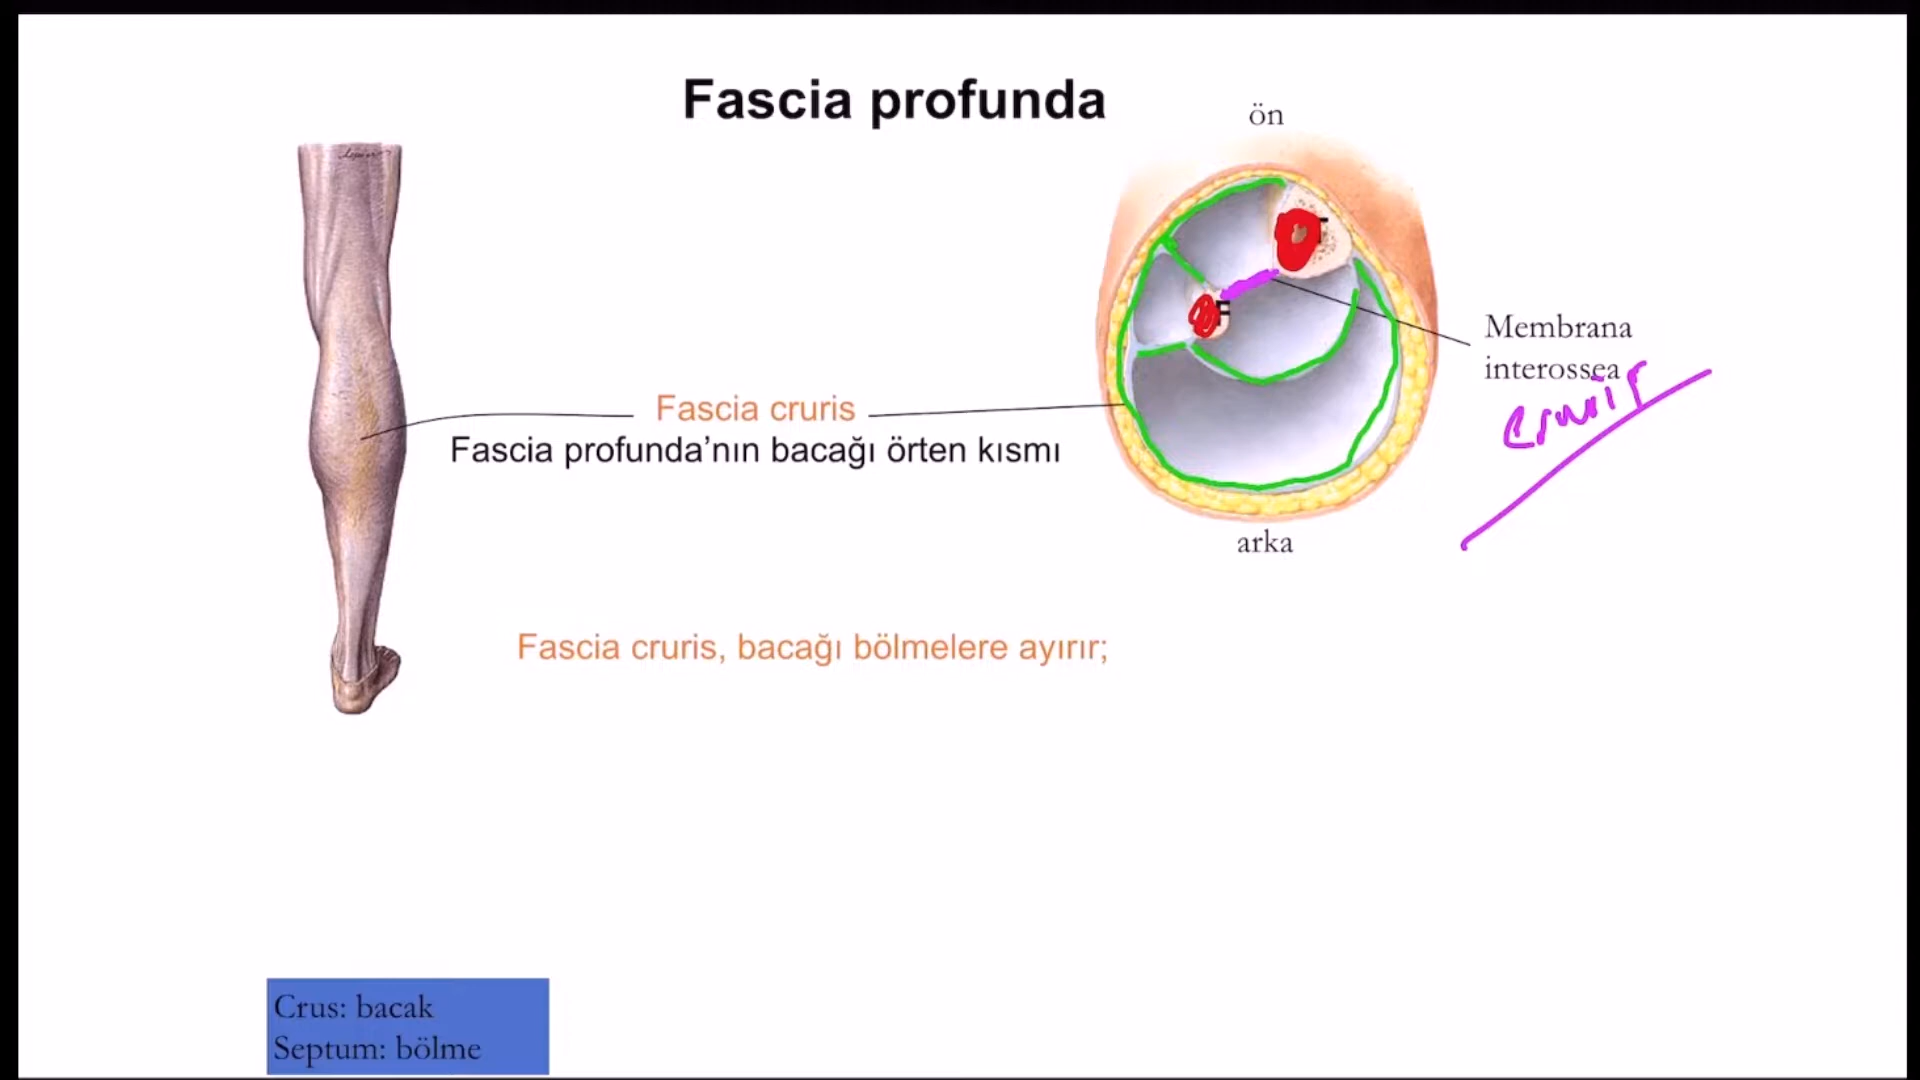 Fascia profunda
ön
Membrana
interossea
cruris
Fascia cruris
Fascia profunda’nın bacağı örten kısmı
arka
Fascia cruris, bacağı bölmelere ayırır;
Crus: bacak
Septum: bölme